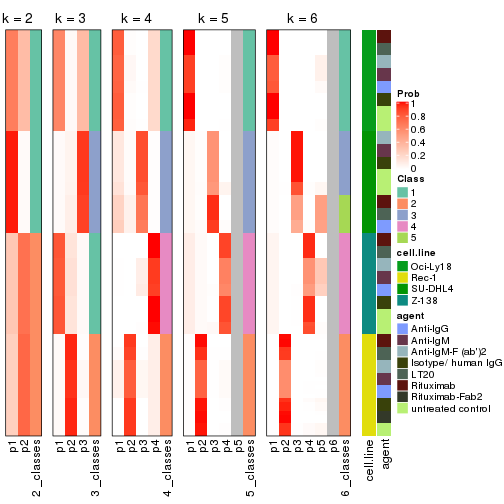 k = 2
k = 3
k = 4
k = 5
k = 6
Prob
1
0.8
0.6
0.4
0.2
0
Class
1
2
3
4
5
cell.line
Oci-Ly18
Rec-1
SU-DHL4
Z-138
agent
Anti-IgG
Anti-IgM
Anti-IgM-F (ab')2
Isotype/ human IgG
LT20
Rituximab
Rituximab-Fab2
untreated control
p1
p2
2_classes
p1
p2
p3
3_classes
p1
p2
p3
p4
4_classes
p1
p2
p3
p4
p5
5_classes
p1
p2
p3
p4
p5
p6
6_classes
cell.line
agent